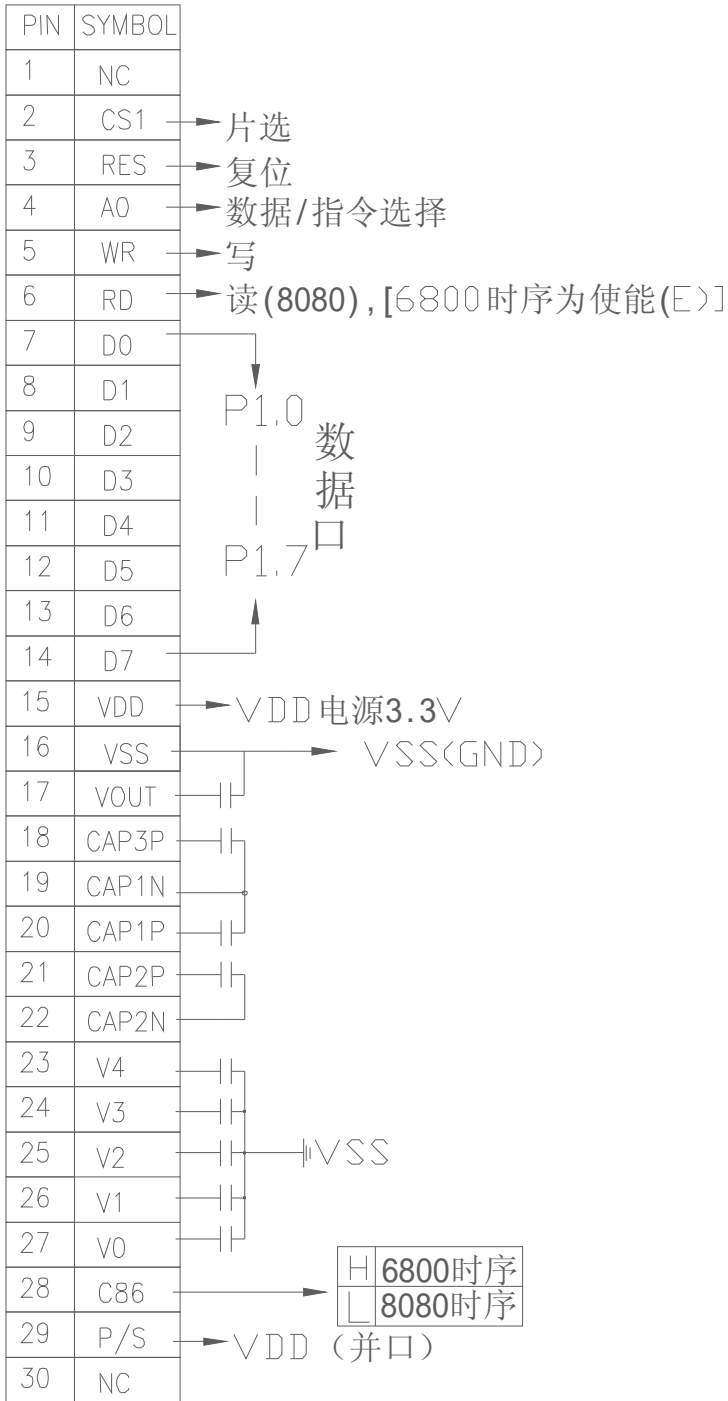 PIN SYMBOL
1 NC
2 CS1 片选
3 RES 复位
4 A0 数据/指令选择
5 WR 写
6 RD 读(8080),[6800时序为使能(E)]
7 D0
8 D1
P1.0
9 D2
数据口
10 D3
11 D4
12 D5
P1.7
13 D6
14 D7
15 VDD VDD电源3.3V
16 VSS VSS(GND)
17 VOUT
18 CAP3P
19 CAP1N
20 CAP1P
21 CAP2P
22 CAP2N
23 V4
24 V3
25 V2 VSS
26 V1
27 V0
H 6800时序
28 C86
L 8080时序
29 P/S VDD（并口）
30 NC